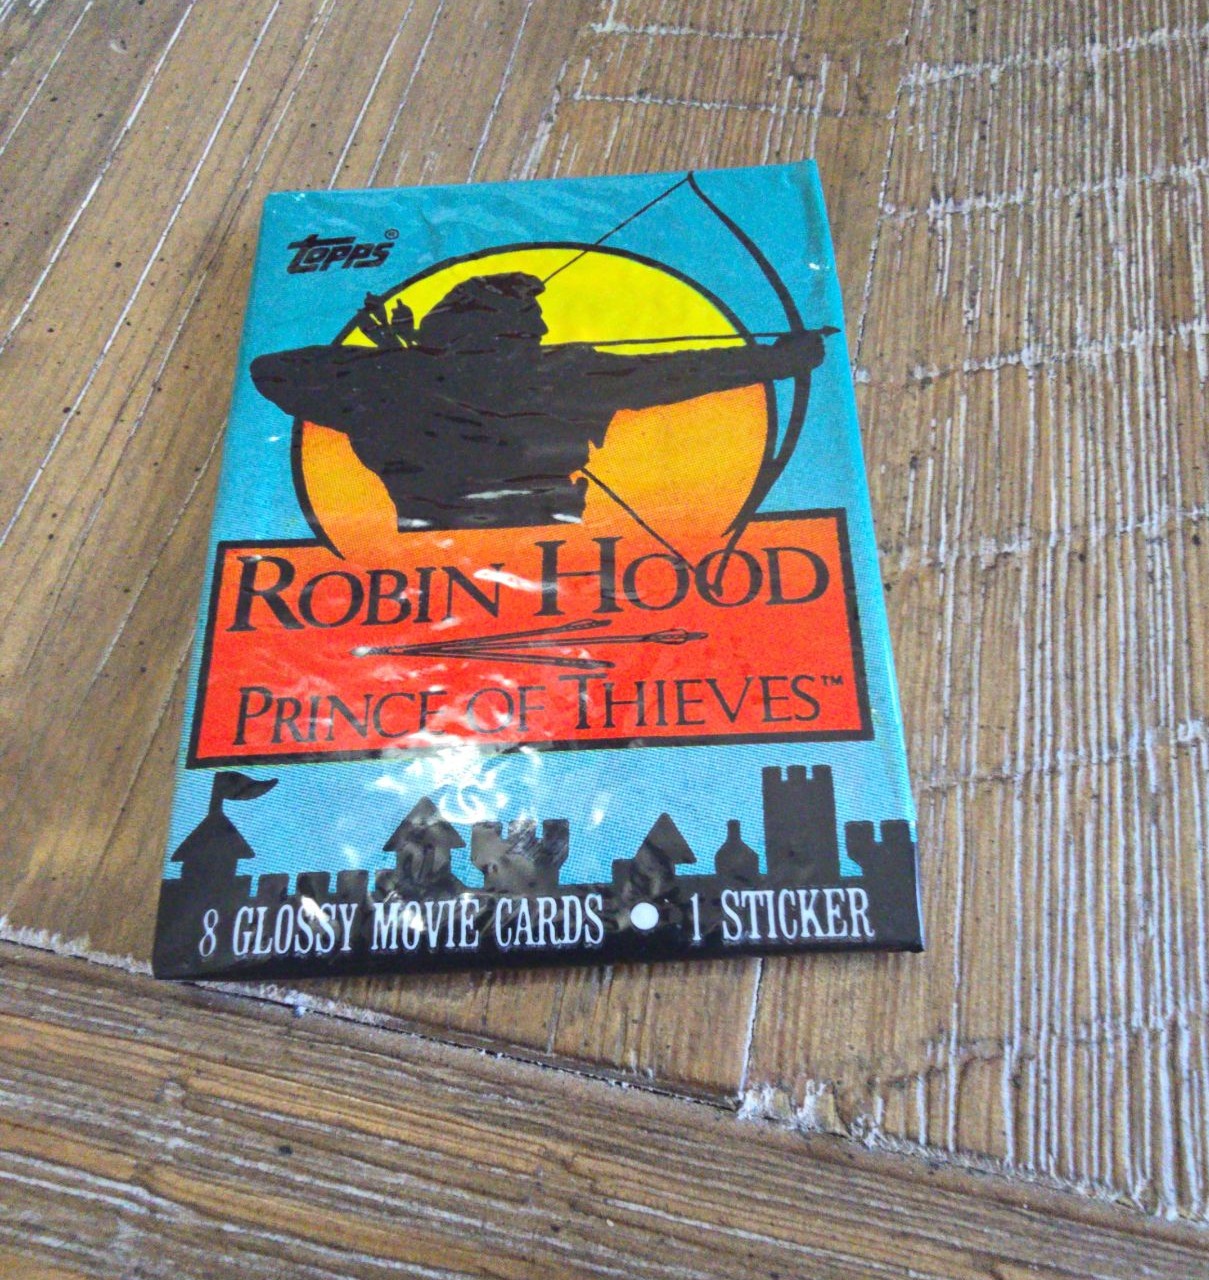 topps®
ROBIN HOOD
PRINCE OF THIEVES™
8 GLOSSY MOVIE CARDS • 1 STICKER